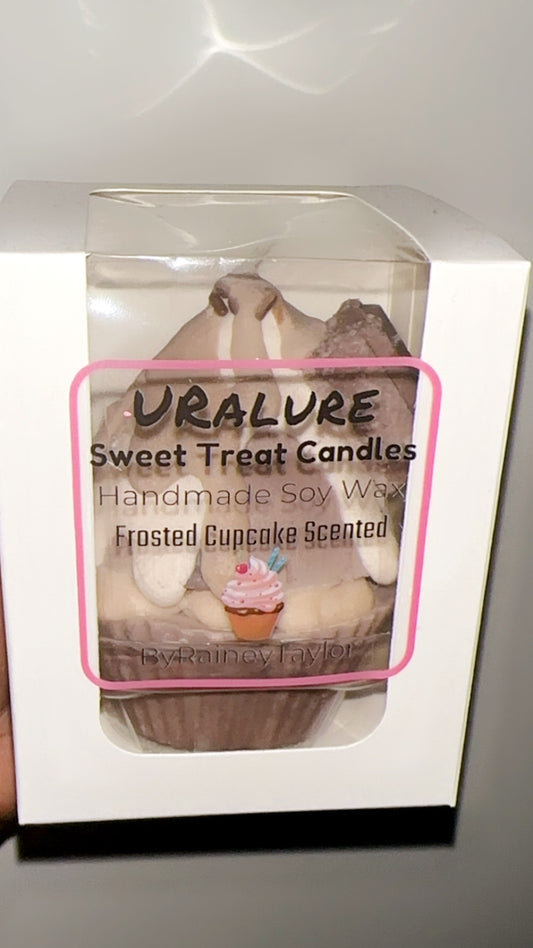 URALURE
Sweet Treat Candles
Handmade Soy Wax
Frosted Cupcake Scented
ByRaineyTaylor